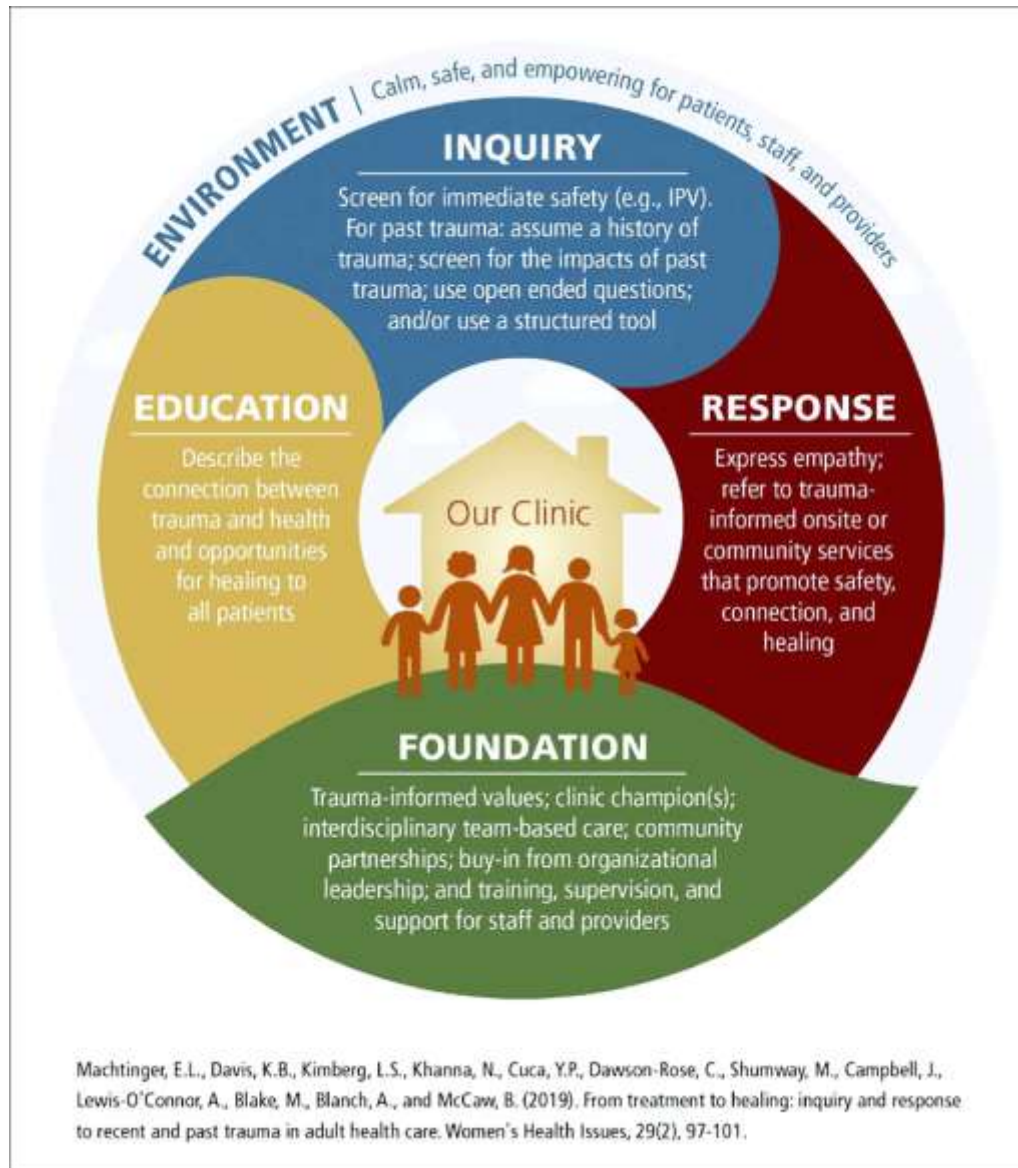 ENVIRONMENT | Calm, safe, and empowering for patients, staff, and providers
INQUIRY
Screen for immediate safety (e.g., IPV).
For past trauma: assume a history of
trauma; screen for the impacts of past
trauma; use open ended questions;
and/or use a structured tool
EDUCATION
Describe the
connection between
trauma and health
and opportunities
for healing to
all patients
RESPONSE
Express empathy;
refer to trauma-
informed onsite or
community services
that promote safety,
connection, and
healing
Our Clinic
FOUNDATION
Trauma-informed values; clinic champion(s);
interdisciplinary team-based care; community
partnerships; buy-in from organizational
leadership; and training, supervision, and
support for staff and providers
Machtinger, E.L., Davis, K.B., Kimberg, L.S., Khanna, N., Cuca, Y.P., Dawson-Rose, C., Shumway, M., Campbell, J.,
Lewis-O'Connor, A., Blake, M., Blanch, A., and McCaw, B. (2019). From treatment to healing: inquiry and response
to recent and past trauma in adult health care. Women's Health Issues, 29(2), 97-101.